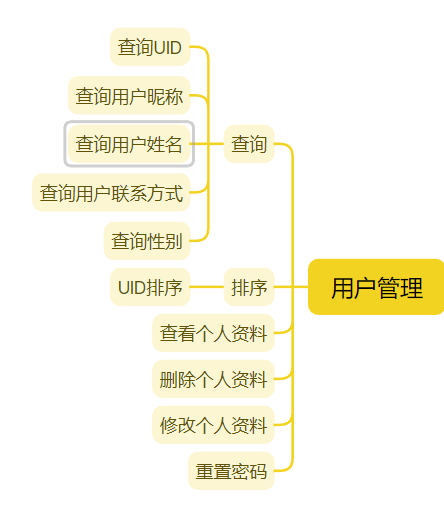 查询UID
查询用户昵称
查询用户姓名
查询
查询用户联系方式
查询性别
UID排序
排序
用户管理
查看个人资料
删除个人资料
修改个人资料
重置密码